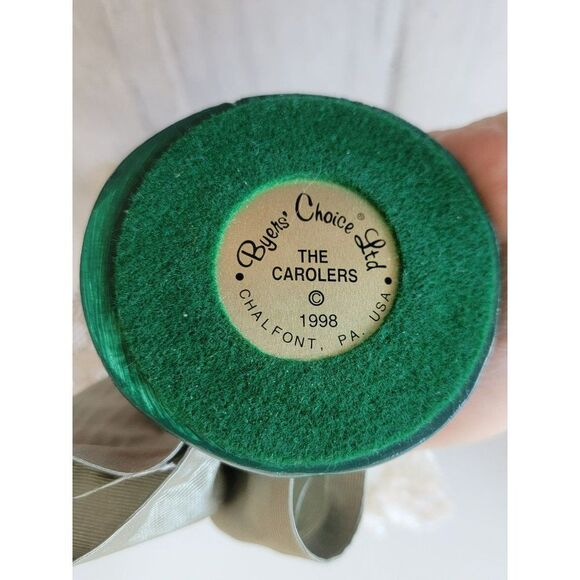 Byers' Choice® Ltd
THE
CAROLERS
©
1998
• CHALFONT, PA, USA •